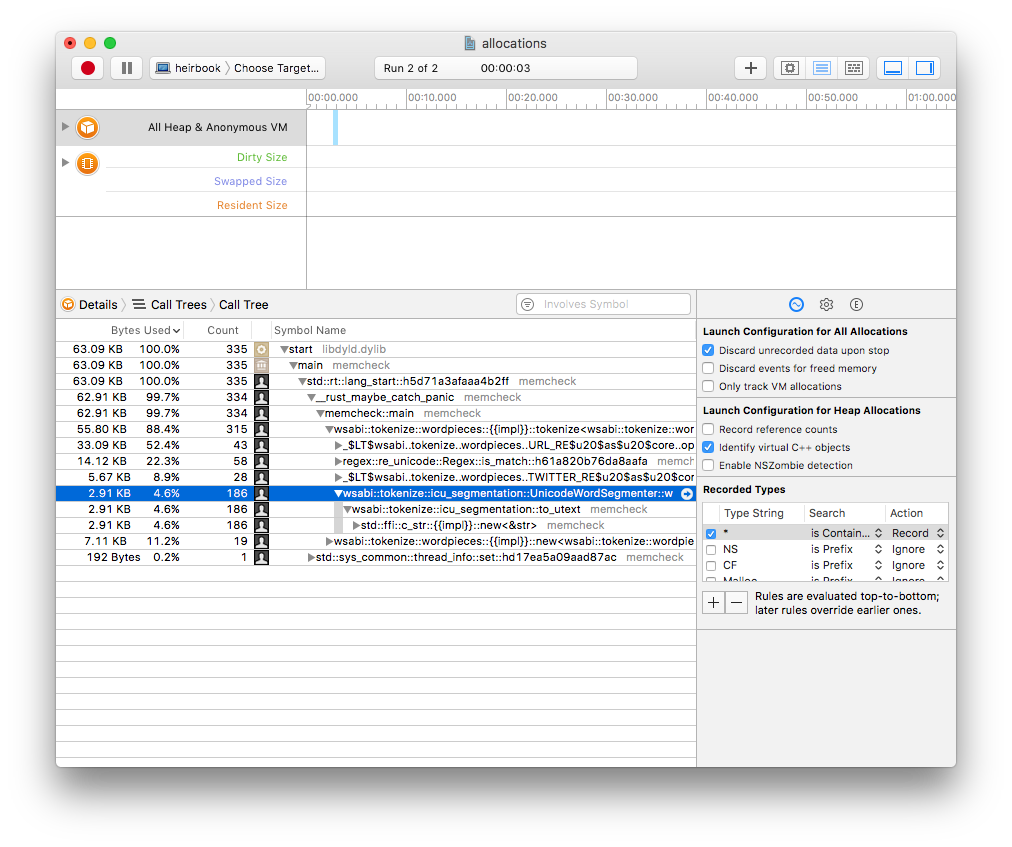 allocations
heirbook 〉Choose Target...
Run 2 of 2 00:00:03
00:00.000 00:10.000 00:20.000 00:30.000 00:40.000 00:50.000 01:00.000
All Heap & Anonymous VM
Dirty Size
Swapped Size
Resident Size
Details 〉 Call Trees 〉 Call Tree
Involves Symbol
Bytes Used Count Symbol Name
63.09 KB 100.0% 335 start libdyld.dylib
63.09 KB 100.0% 335 main memcheck
63.09 KB 100.0% 335 std::rt::lang_start::h5d71a3afaaa4b2ff memcheck
62.91 KB 99.7% 334 __rust_maybe_catch_panic memcheck
62.91 KB 99.7% 334 memcheck::main memcheck
55.80 KB 88.4% 315 wsabi::tokenize::wordpieces::{{impl}}::tokenize<wsabi::tokenize::wor
33.09 KB 52.4% 43 _$LT$wsabi..tokenize..wordpieces..URL_RE$u20$as$u20$core..op
14.12 KB 22.3% 58 regex::re_unicode::Regex::is_match::h61a820b76da8aafa memch
5.67 KB 8.9% 28 _$LT$wsabi..tokenize..wordpieces..TWITTER_RE$u20$as$u20$co
2.91 KB 4.6% 186 wsabi::tokenize::icu_segmentation::UnicodeWordSegmenter::w
2.91 KB 4.6% 186 wsabi::tokenize::icu_segmentation::to_utext memcheck
2.91 KB 4.6% 186 std::ffi::c_str::{{impl}}::new<&str> memcheck
7.11 KB 11.2% 19 wsabi::tokenize::wordpieces::{{impl}}::new<wsabi::tokenize::wordpie
192 Bytes 0.2% 1 std::sys_common::thread_info::set::hd17ea5a09aad87ac memcheck
E
Launch Configuration for All Allocations
Discard unrecorded data upon stop
Discard events for freed memory
Only track VM allocations
Launch Configuration for Heap Allocations
Record reference counts
Identify virtual C++ objects
Enable NSZombie detection
Recorded Types
Type String Search Action
* is Contain... Record
NS is Prefix Ignore
CF is Prefix Ignore
Malloc is Prefix Ignore
Rules are evaluated top-to-bottom;
later rules override earlier ones.